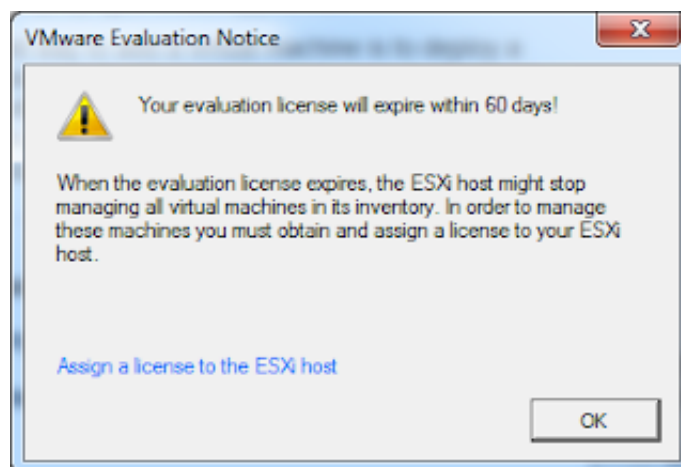 VMware Evaluation Notice
Your evaluation license will expire within 60 days!
When the evaluation license expires, the ESXi host might stop
managing all virtual machines in its inventory. In order to manage
these machines you must obtain and assign a license to your ESXi
host.
Assign a license to the ESXi host
OK